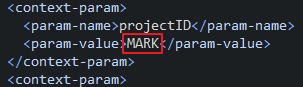 <context-param>
<param-name>projectID</param-name>
<param-value>MARK</param-value>
</context-param>
<context-param>